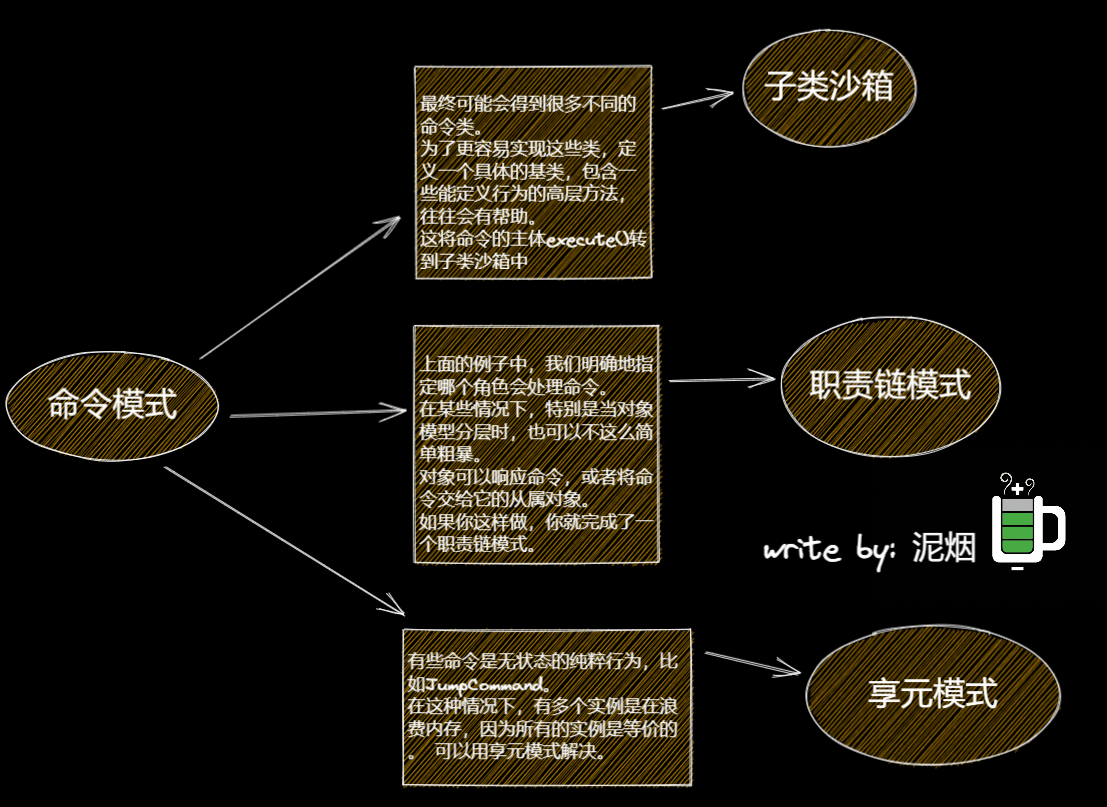 命令模式
最终可能会得到很多不同的
命令类。
为了更容易实现这些类，定
义一个具体的基类，包含一
些能定义行为的高层方法，
往往会有帮助。
这将命令的主体execute()转
到子类沙箱中
子类沙箱
上面的例子中，我们明确地指
定哪个角色会处理命令。
在某些情况下，特别是当对象
模型分层时，也可以不这么简
单粗暴。
对象可以响应命令，或者将命
令交给它的从属对象。
如果你这样做，你就完成了一
个职责链模式。
职责链模式
write by: 泥烟
有些命令是无状态的纯粹行为，比
如JumpCommand。
在这种情况下，有多个实例是在浪
费内存，因为所有的实例是等价的
。 可以用享元模式解决。
享元模式